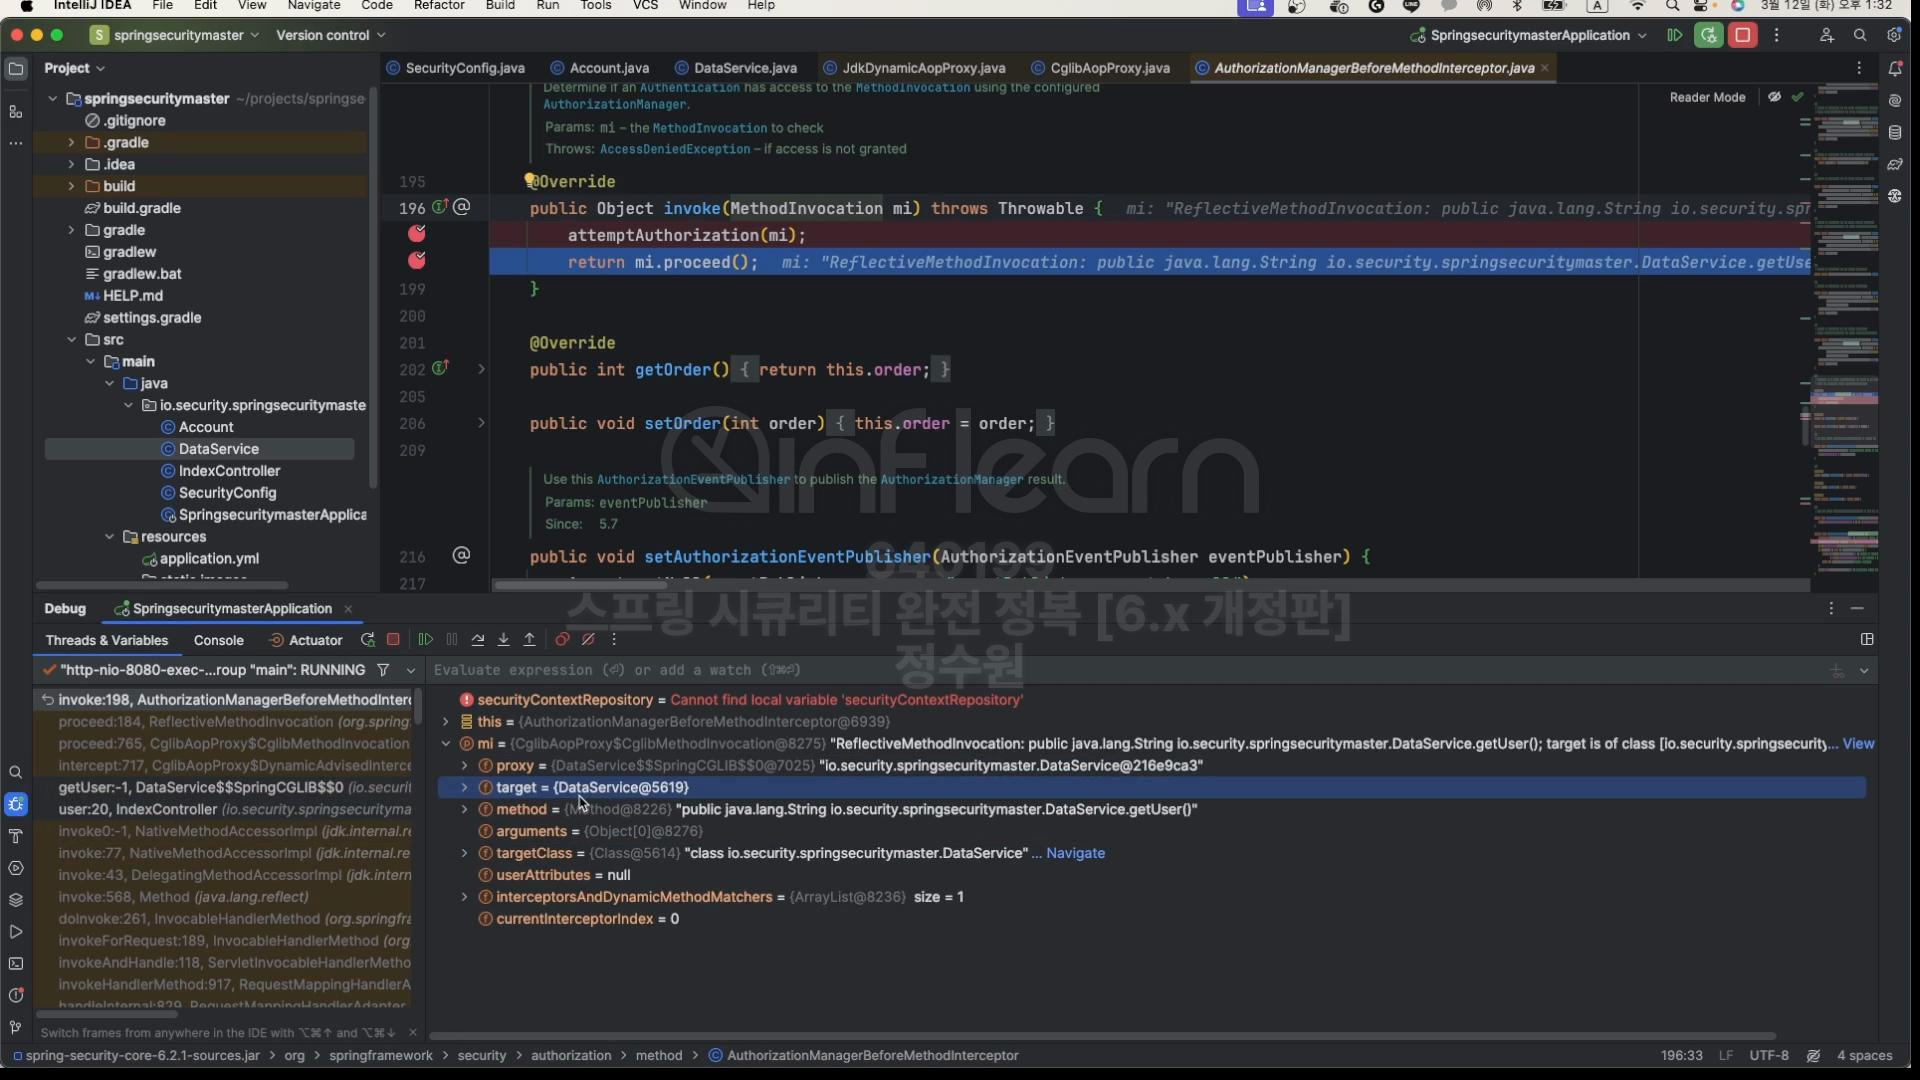 IntelliJ IDEA File Edit View Navigate Code Refactor Build Run Tools VCS Window Help A 3월 12일 (화) 오후 1:32
S springsecuritymaster Version control SpringsecuritymasterApplication
Project SecurityConfig.java Account.java DataService.java JdkDynamicAopProxy.java CglibAopProxy.java AuthorizationManagerBeforeMethodInterceptor.java
springsecuritymaster ~/projects/springse
.gitignore
.gradle
.idea
build
build.gradle
gradle
gradlew
gradlew.bat
HELP.md
settings.gradle
src
main
java
io.security.springsecuritymaste
Account
DataService
IndexController
SecurityConfig
SpringsecuritymasterApplica
resources
application.yml
Reader Mode
Determine if an Authentication has access to the MethodInvocation using the configured
AuthorizationManager.
Params: mi – the MethodInvocation to check
Throws: AccessDeniedException – if access is not granted
195 @Override
196 public Object invoke(MethodInvocation mi) throws Throwable { mi: "ReflectiveMethodInvocation: public java.lang.String io.security.spr
attemptAuthorization(mi);
return mi.proceed(); mi: "ReflectiveMethodInvocation: public java.lang.String io.security.springsecuritymaster.DataService.getUse
199 }
200
201 @Override
202 public int getOrder() { return this.order; }
205
206 public void setOrder(int order) { this.order = order; }
209
Use this AuthorizationEventPublisher to publish the AuthorizationManager result.
Params: eventPublisher
Since: 5.7
216 public void setAuthorizationEventPublisher(AuthorizationEventPublisher eventPublisher) {
217
inflearn
스프링 시큐리티 완전 정복 [6.x 개정판]
정수원
Debug SpringsecuritymasterApplication
Threads & Variables Console Actuator
"http-nio-8080-exec-...roup "main": RUNNING
Evaluate expression (⏎) or add a watch (⇧⌘⏎)
invoke:198, AuthorizationManagerBeforeMethodInterc
proceed:184, ReflectiveMethodInvocation (org.spring
proceed:765, CglibAopProxy$CglibMethodInvocation
intercept:717, CglibAopProxy$DynamicAdvisedInterce
getUser:-1, DataService$$SpringCGLIB$$0 (io.secu
user:20, IndexController (io.security.springsecurityma
invoke0:-1, NativeMethodAccessorImpl (jdk.internal.re
invoke:77, NativeMethodAccessorImpl (jdk.internal.re
invoke:43, DelegatingMethodAccessorImpl (jdk.intern
invoke:568, Method (java.lang.reflect)
doInvoke:261, InvocableHandlerMethod (org.springfra
invokeForRequest:189, InvocableHandlerMethod (org
invokeAndHandle:118, ServletInvocableHandlerMetho
invokeHandlerMethod:917, RequestMappingHandlerA
handleInternal:829, RequestMappingHandlerAdapter
Switch frames from anywhere in the IDE with ⌥⌘↑ and ⌥⌘↓
securityContextRepository = Cannot find local variable 'securityContextRepository'
this = {AuthorizationManagerBeforeMethodInterceptor@6939}
mi = {CglibAopProxy$CglibMethodInvocation@8275} "ReflectiveMethodInvocation: public java.lang.String io.security.springsecuritymaster.DataService.getUser(); target is of class [io.security.springsecurity... View
proxy = {DataService$$SpringCGLIB$$0@7025} "io.security.springsecuritymaster.DataService@216e9ca3"
target = {DataService@5619}
method = {Method@8226} "public java.lang.String io.security.springsecuritymaster.DataService.getUser()"
arguments = {Object[0]@8276}
targetClass = {Class@5614} "class io.security.springsecuritymaster.DataService" ... Navigate
userAttributes = null
interceptorsAndDynamicMethodMatchers = {ArrayList@8236} size = 1
currentInterceptorIndex = 0
spring-security-core-6.2.1-sources.jar > org > springframework > security > authorization > method > AuthorizationManagerBeforeMethodInterceptor 196:33 LF UTF-8 4 spaces